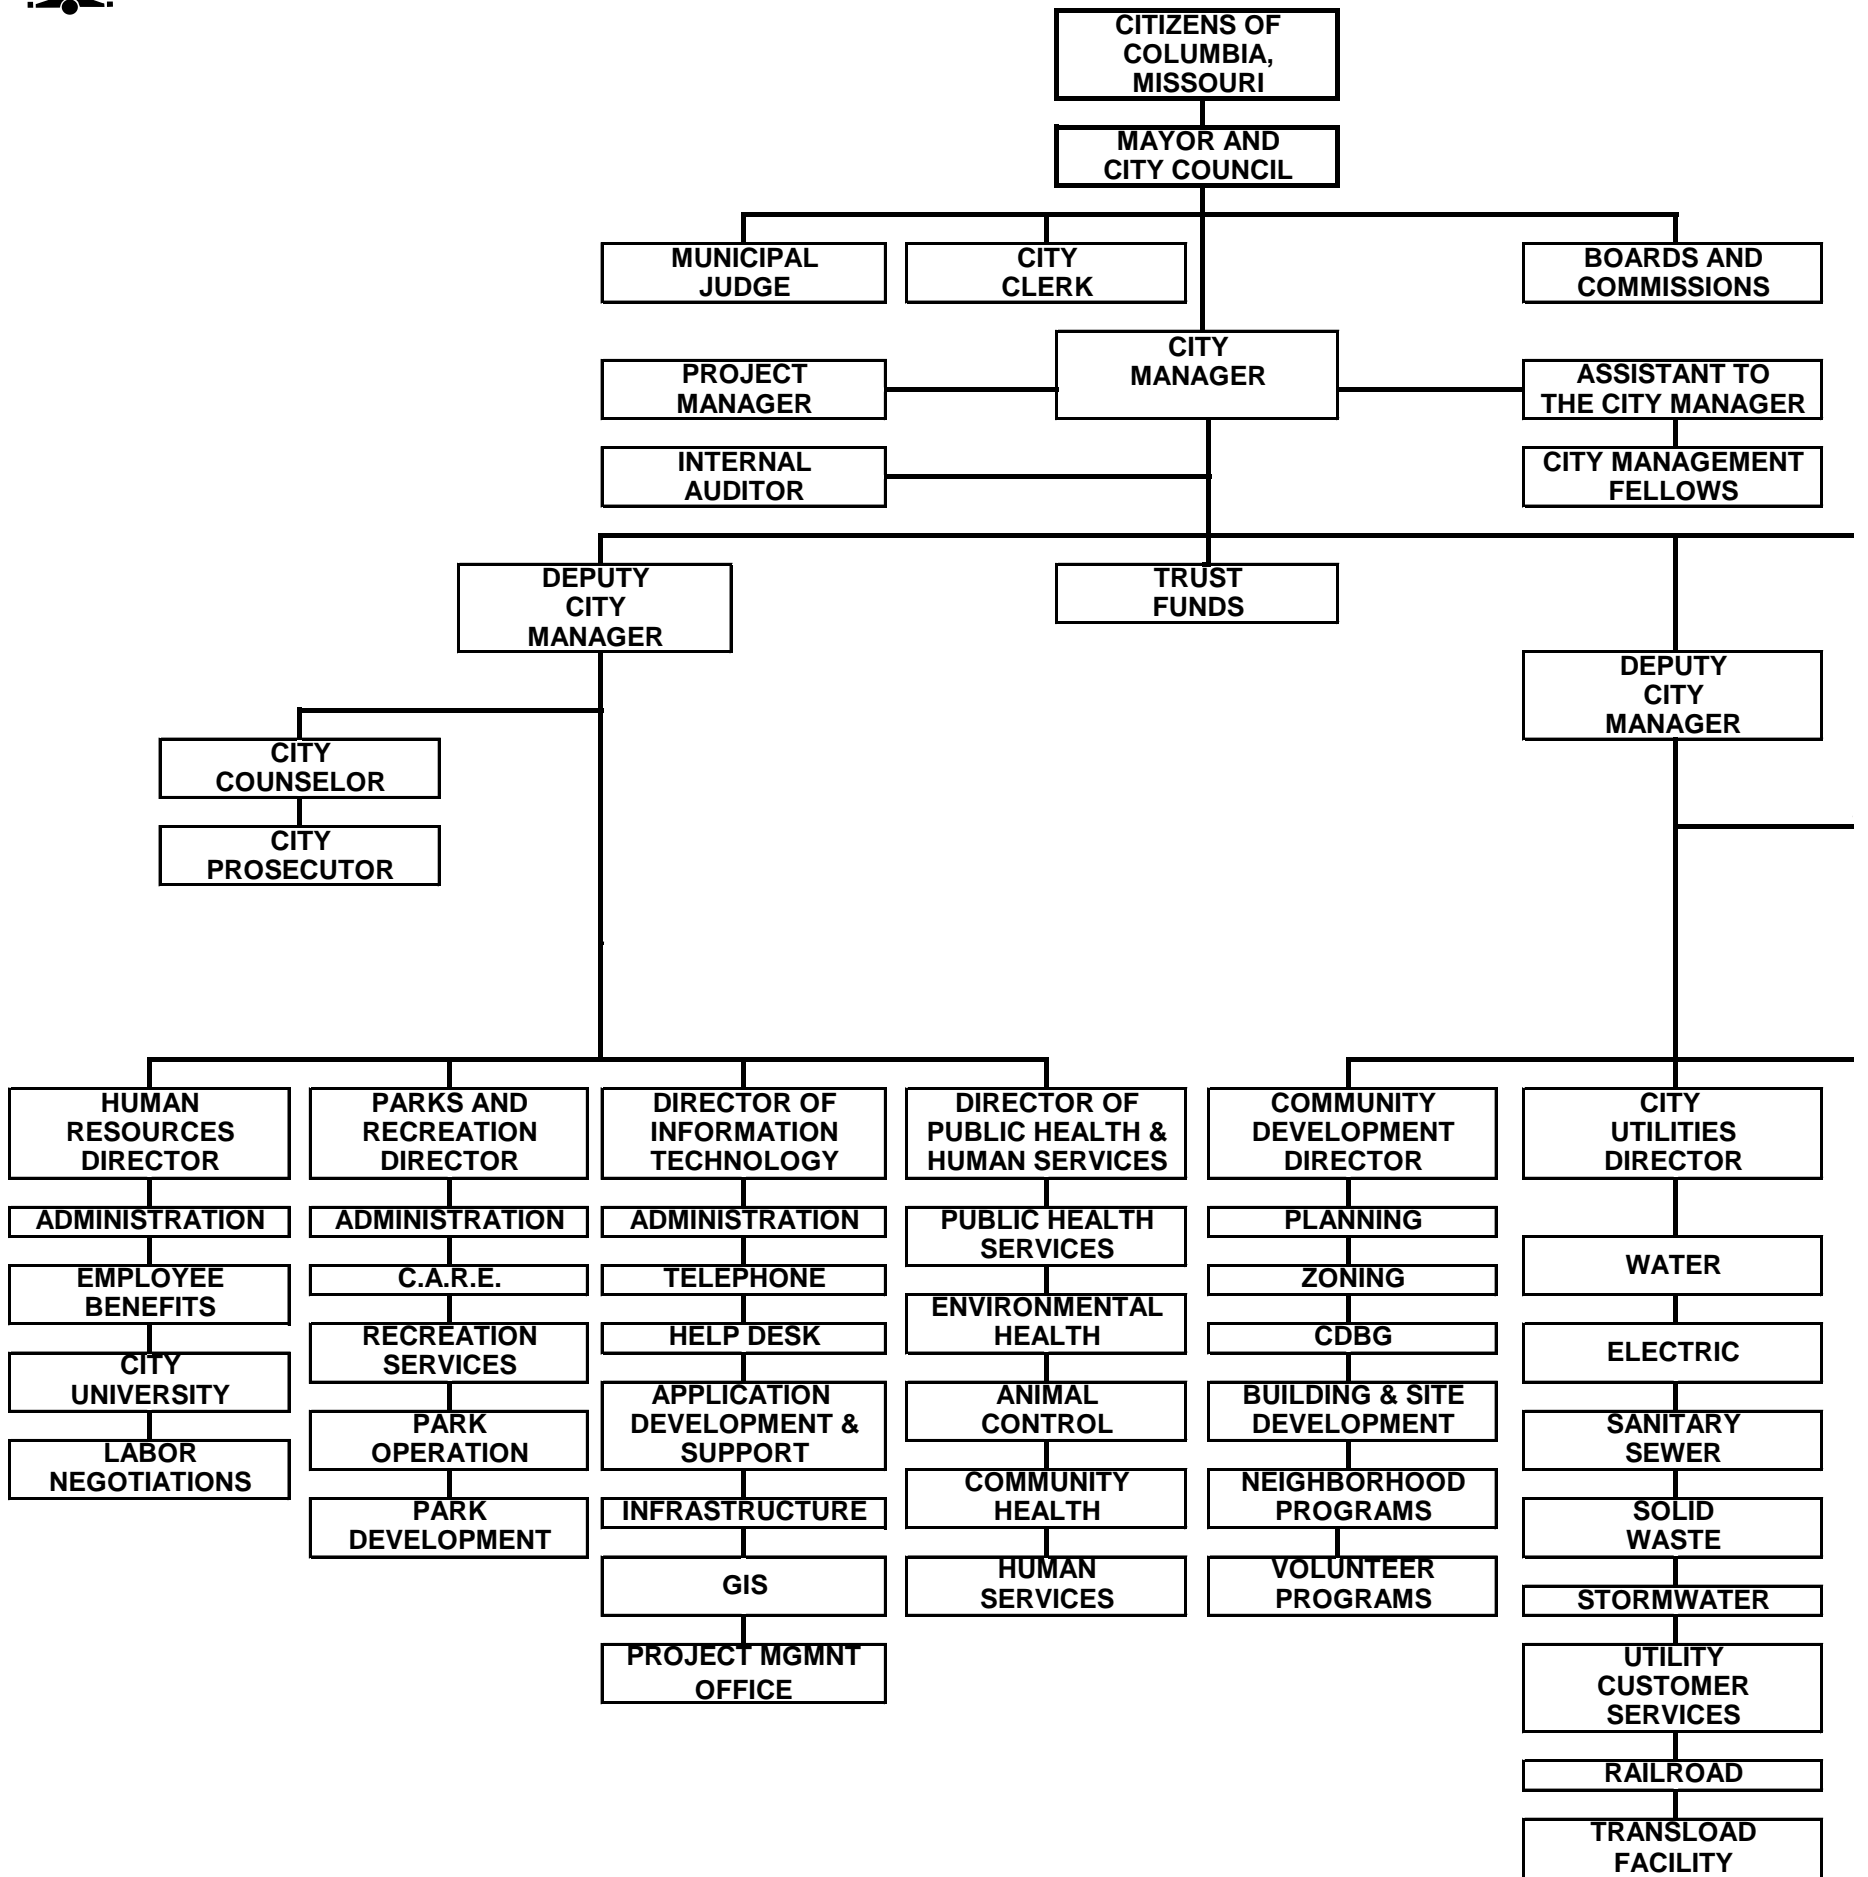 CITIZENS OF
COLUMBIA,
MISSOURI
MAYOR AND
CITY COUNCIL
MUNICIPAL
JUDGE
CITY
CLERK
BOARDS AND
COMMISSIONS
CITY
MANAGER
PROJECT
MANAGER
ASSISTANT TO
THE CITY MANAGER
INTERNAL
AUDITOR
CITY MANAGEMENT
FELLOWS
DEPUTY
CITY
MANAGER
TRUST
FUNDS
DEPUTY
CITY
MANAGER
CITY
COUNSELOR
CITY
PROSECUTOR
HUMAN
RESOURCES
DIRECTOR
ADMINISTRATION
EMPLOYEE
BENEFITS
CITY
UNIVERSITY
LABOR
NEGOTIATIONS
PARKS AND
RECREATION
DIRECTOR
ADMINISTRATION
C.A.R.E.
RECREATION
SERVICES
PARK
OPERATION
PARK
DEVELOPMENT
DIRECTOR OF
INFORMATION
TECHNOLOGY
ADMINISTRATION
TELEPHONE
HELP DESK
APPLICATION
DEVELOPMENT &
SUPPORT
INFRASTRUCTURE
GIS
PROJECT MGMNT
OFFICE
DIRECTOR OF
PUBLIC HEALTH &
HUMAN SERVICES
PUBLIC HEALTH
SERVICES
ENVIRONMENTAL
HEALTH
ANIMAL
CONTROL
COMMUNITY
HEALTH
HUMAN
SERVICES
COMMUNITY
DEVELOPMENT
DIRECTOR
PLANNING
ZONING
CDBG
BUILDING & SITE
DEVELOPMENT
NEIGHBORHOOD
PROGRAMS
VOLUNTEER
PROGRAMS
CITY
UTILITIES
DIRECTOR
WATER
ELECTRIC
SANITARY
SEWER
SOLID
WASTE
STORMWATER
UTILITY
CUSTOMER
SERVICES
RAILROAD
TRANSLOAD
FACILITY